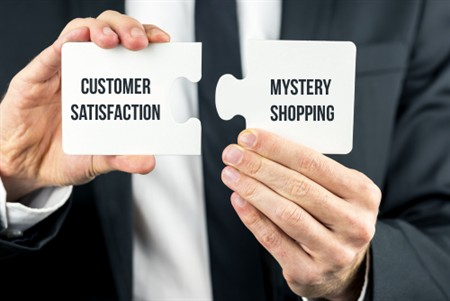 CUSTOMER
SATISFACTION
MYSTERY
SHOPPING